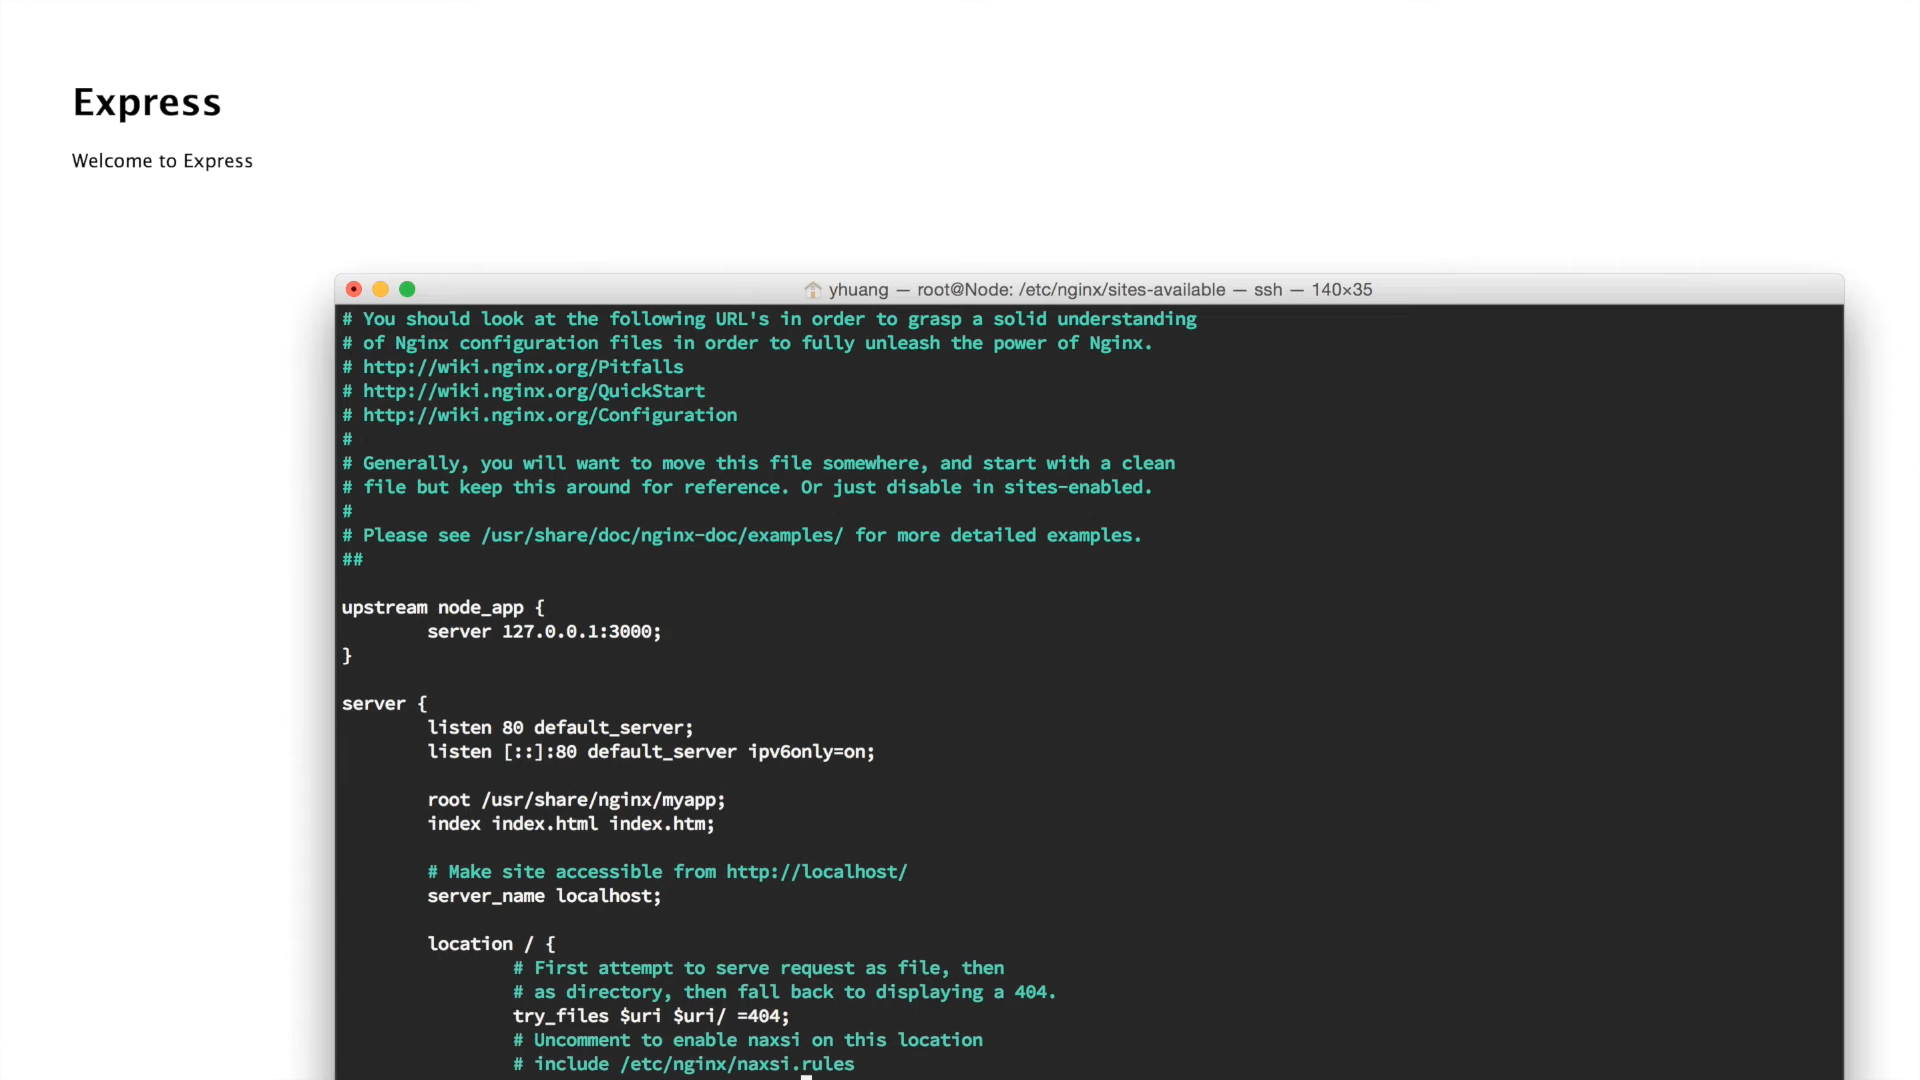 Express
Welcome to Express
yhuang — root@Node: /etc/nginx/sites-available — ssh — 140×35
# You should look at the following URL's in order to grasp a solid understanding
# of Nginx configuration files in order to fully unleash the power of Nginx.
# http://wiki.nginx.org/Pitfalls
# http://wiki.nginx.org/QuickStart
# http://wiki.nginx.org/Configuration
#
# Generally, you will want to move this file somewhere, and start with a clean
# file but keep this around for reference. Or just disable in sites-enabled.
#
# Please see /usr/share/doc/nginx-doc/examples/ for more detailed examples.
##
upstream node_app {
server 127.0.0.1:3000;
}
server {
listen 80 default_server;
listen [::]:80 default_server ipv6only=on;
root /usr/share/nginx/myapp;
index index.html index.htm;
# Make site accessible from http://localhost/
server_name localhost;
location / {
# First attempt to serve request as file, then
# as directory, then fall back to displaying a 404.
try_files $uri $uri/ =404;
# Uncomment to enable naxsi on this location
# include /etc/nginx/naxsi.rules